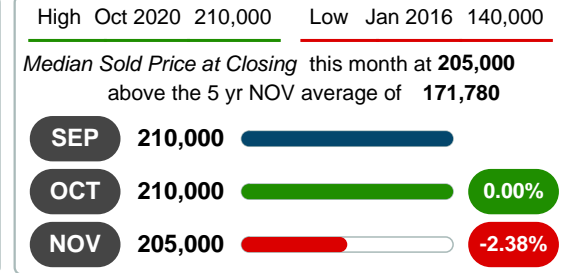 High Oct 2020 210,000 Low Jan 2016 140,000
Median Sold Price at Closing this month at 205,000
above the 5 yr NOV average of 171,780
SEP 210,000
OCT 210,000 0.00%
NOV 205,000 -2.38%